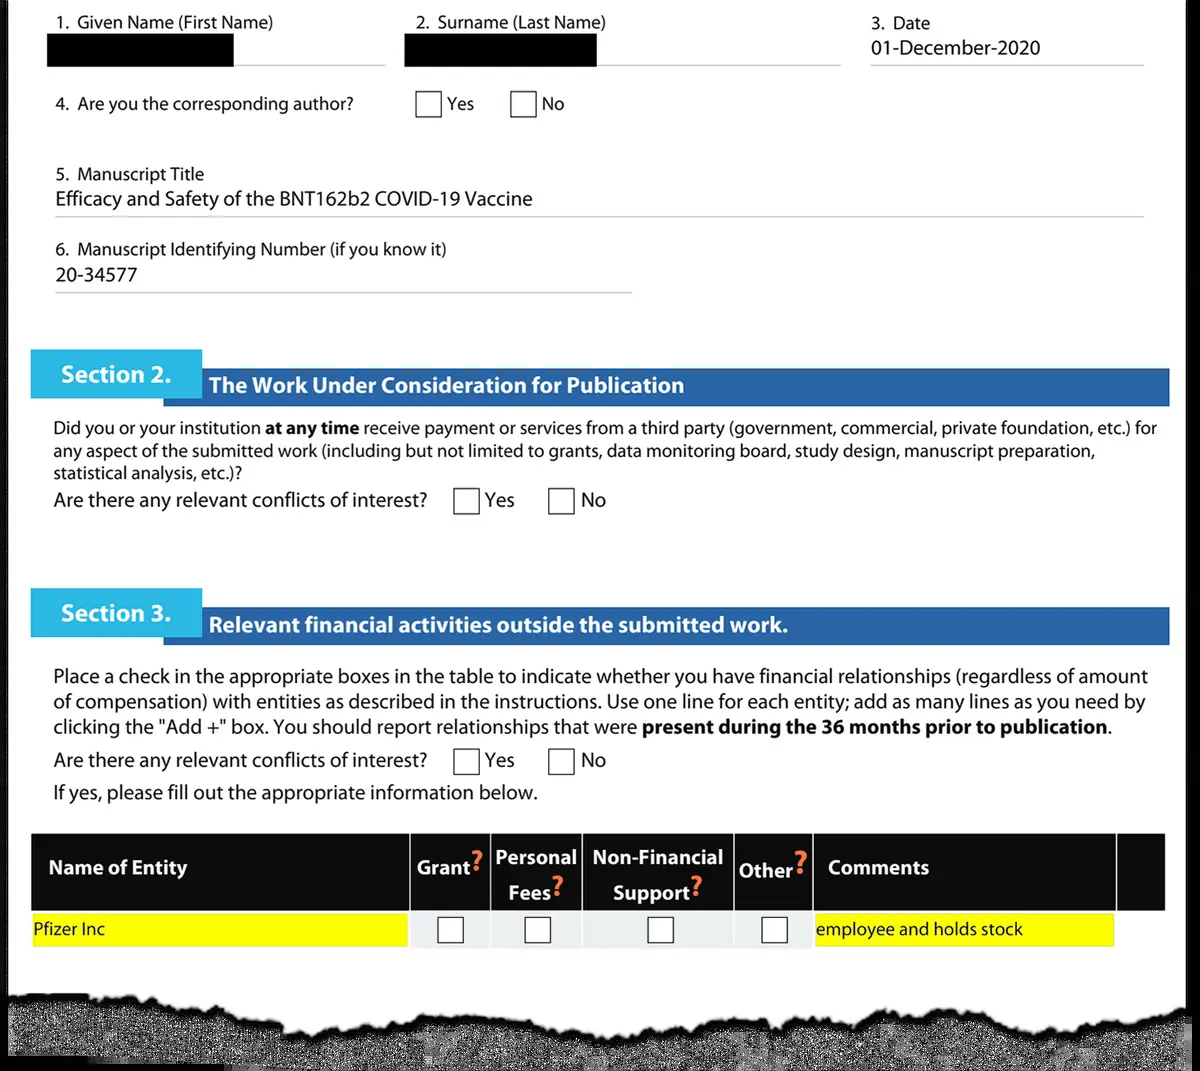 1. Given Name (First Name)
2. Surname (Last Name)
3. Date
01-December-2020
4. Are you the corresponding author?
Yes
No
5. Manuscript Title
Efficacy and Safety of the BNT162b2 COVID-19 Vaccine
6. Manuscript Identifying Number (if you know it)
20-34577
Section 2.
The Work Under Consideration for Publication
Did you or your institution at any time receive payment or services from a third party (government, commercial, private foundation, etc.) for
any aspect of the submitted work (including but not limited to grants, data monitoring board, study design, manuscript preparation,
statistical analysis, etc.)?
Are there any relevant conflicts of interest? Yes No
Section 3.
Relevant financial activities outside the submitted work.
Place a check in the appropriate boxes in the table to indicate whether you have financial relationships (regardless of amount
of compensation) with entities as described in the instructions. Use one line for each entity; add as many lines as you need by
clicking the "Add +" box. You should report relationships that were present during the 36 months prior to publication.
Are there any relevant conflicts of interest? Yes No
If yes, please fill out the appropriate information below.
Name of Entity
Grant?
Personal
Fees?
Non-Financial
Support?
Other?
Comments
Pfizer Inc
employee and holds stock